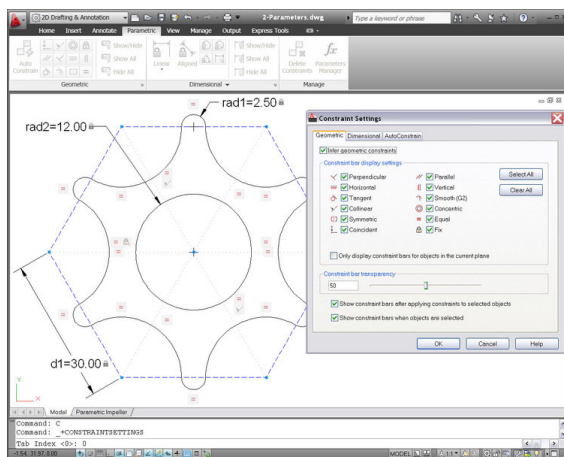 2D Drafting & Annotation
2-Parameters.dwg
Type a keyword or phrase
Home Insert Annotate Parametric View Manage Output Express Tools
Auto Constrain
Show/Hide
Show All
Hide All
Linear
Aligned
Show/Hide
Show All
Hide All
Delete Constraints
Parameters Manager
Geometric
Dimensional
Manage
rad1=2.50
rad2=12.00
d1=30.00
Constraint Settings
Geometric Dimensional AutoConstrain
Infer geometric constraints
Constraint bar display settings
Perpendicular
Parallel
Select All
Horizontal
Vertical
Clear All
Tangent
Smooth (G2)
Collinear
Concentric
Symmetric
Equal
Coincident
Fix
Only display constraint bars for objects in the current plane
Constraint bar transparency
50
Show constraint bars after applying constraints to selected objects
Show constraint bars when objects are selected
OK
Cancel
Help
Y
X
Model
Parametric Impeller
Command: C
Command: _+CONSTRAINTSETTINGS
Tab Index <0>: 0
MODEL
1:1